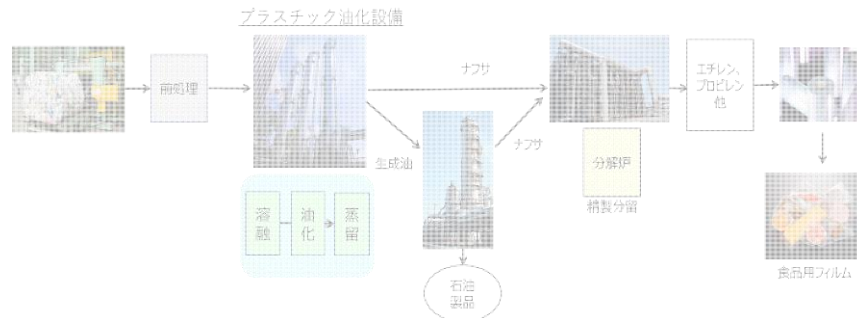 プラスチック油化設備
前処理
ナフサ
エチレン、
プロピレン
他
生成油
ナフサ
分解炉
精製分留
溶
融
油
化
蒸
留
石油
製品
食品用フィルム